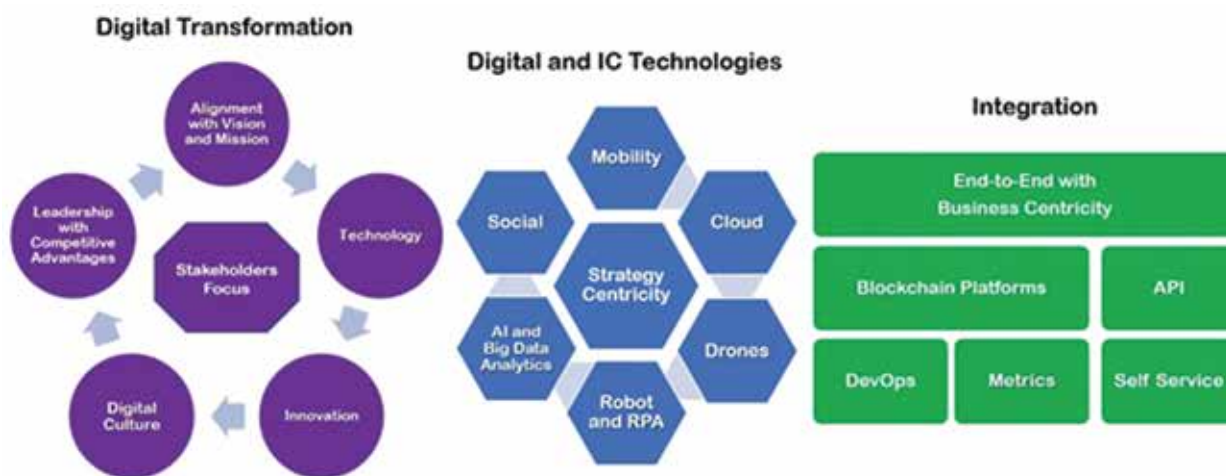 Digital Transformation
Alignment
with Vision
and Mission
Technology
Innovation
Digital
Culture
Leadership
with
Competitive
Advantages
Stakeholders
Focus
Digital and IC Technologies
Mobility
Cloud
Drones
Robot
and RPA
AI and
Big Data
Analytics
Social
Strategy
Centricity
Integration
End-to-End with
Business Centricity
Blockchain Platforms
API
DevOps
Metrics
Self Service